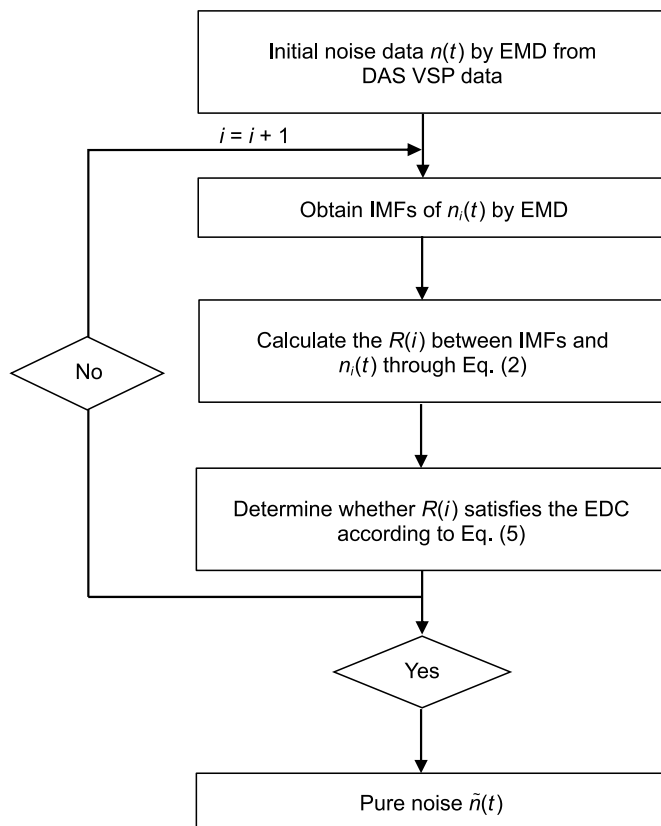 Initial noise data n(t) by EMD from
DAS VSP data
i = i + 1
Obtain IMFs of nᵢ(t) by EMD
Calculate the R(i) between IMFs and
nᵢ(t) through Eq. (2)
No
Determine whether R(i) satisfies the EDC
according to Eq. (5)
Yes
Pure noise ñ(t)